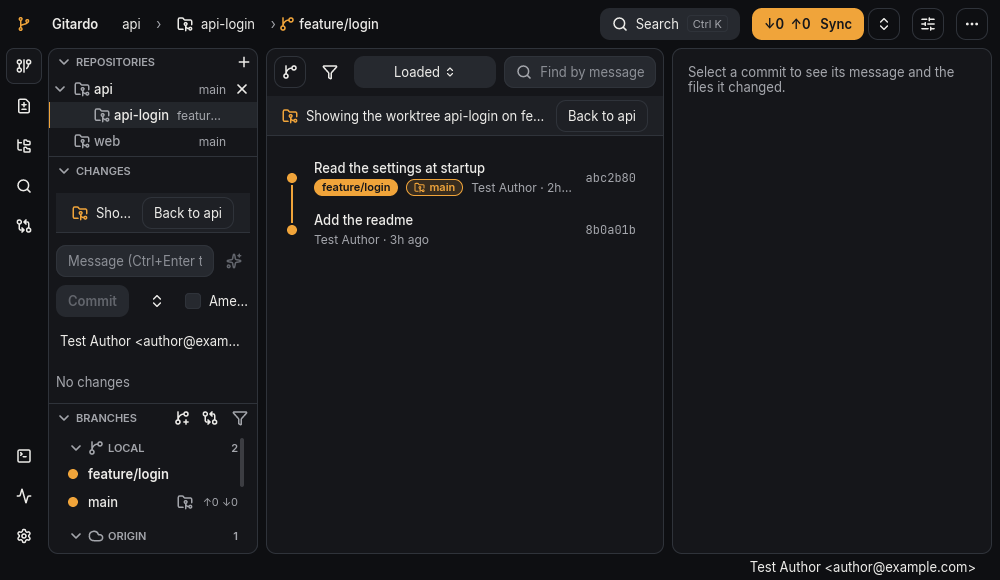 Gitardo api › api-login › feature/login Search Ctrl K ↓0 ↑0 Sync
REPOSITORIES
api main
api-login featur...
web main
CHANGES
Sho... Back to api
Message (Ctrl+Enter t
Commit Ame...
Test Author <author@exam...
No changes
BRANCHES
LOCAL 2
feature/login
main ↑0 ↓0
ORIGIN 1
Loaded Find by message
Showing the worktree api-login on fe... Back to api
Read the settings at startup
feature/login main Test Author · 2h... abc2b80
Add the readme
Test Author · 3h ago 8b0a01b
Select a commit to see its message and the
files it changed.
Test Author <author@example.com>